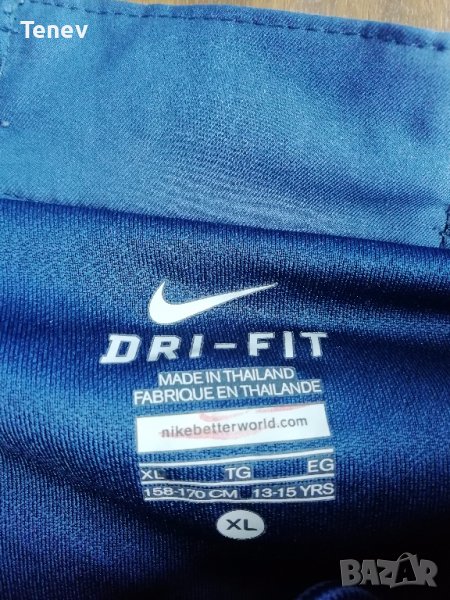 Tenev
DRI-FIT
MADE IN THAILAND
FABRIQUE EN THAILANDE
nikebetterworld.com
XL TG EG
158-170 CM 13-15 YRS
XL
BAZAR